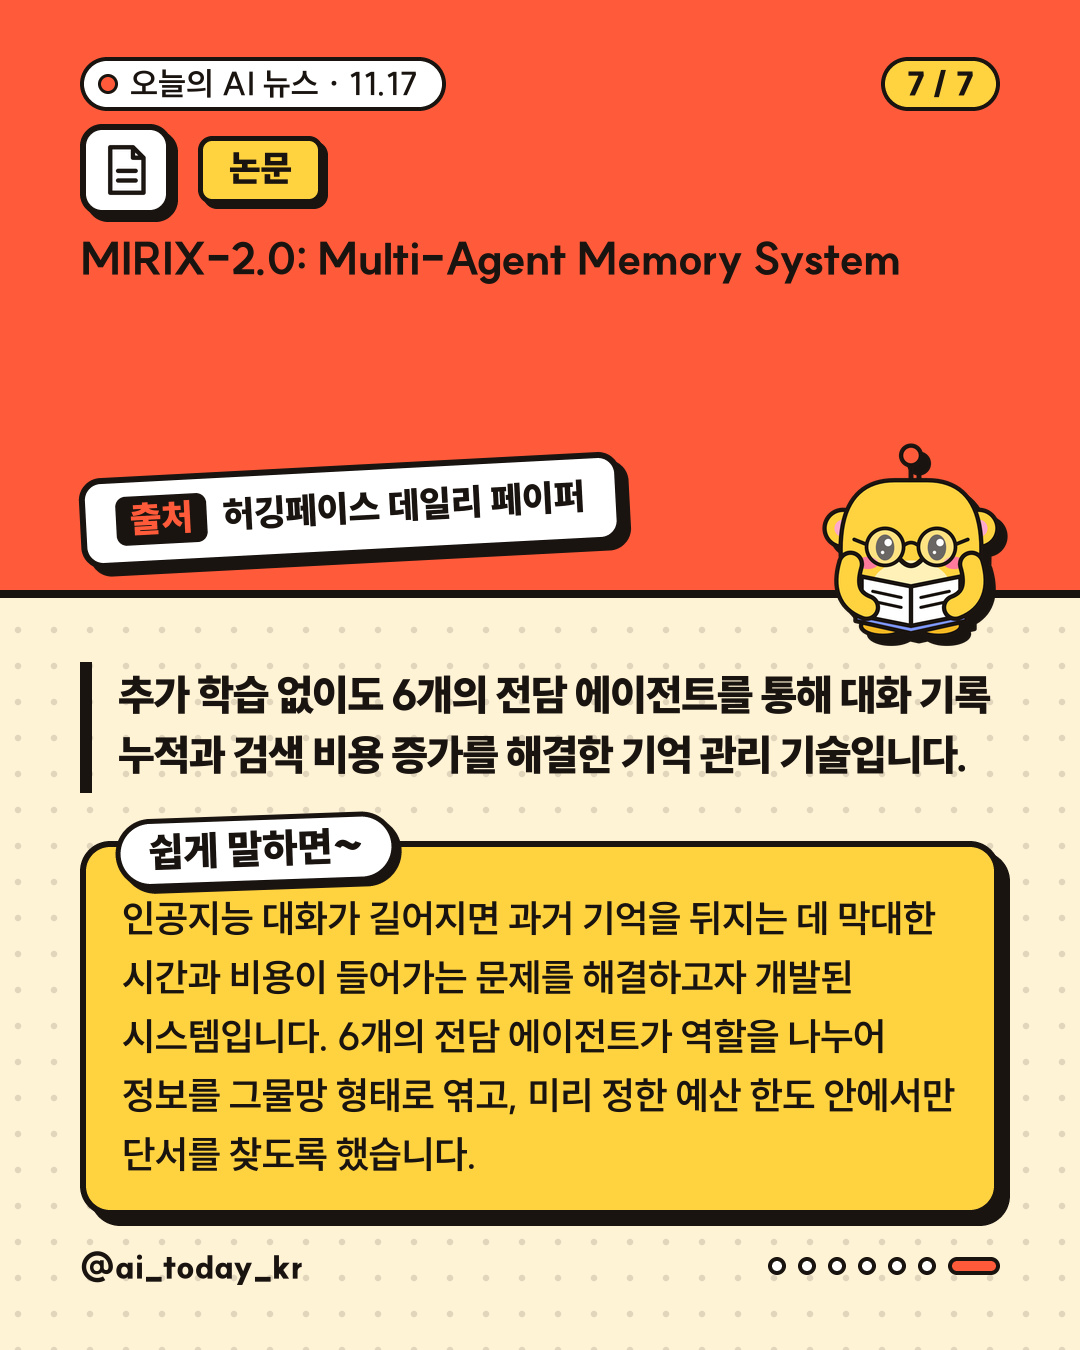 오늘의 AI 뉴스 · 11.17
7 / 7
논문
MIRIX-2.0: Multi-Agent Memory System
출처 허깅페이스 데일리 페이퍼
추가 학습 없이도 6개의 전담 에이전트를 통해 대화 기록
누적과 검색 비용 증가를 해결한 기억 관리 기술입니다.
쉽게 말하면~
인공지능 대화가 길어지면 과거 기억을 뒤지는 데 막대한
시간과 비용이 들어가는 문제를 해결하고자 개발된
시스템입니다. 6개의 전담 에이전트가 역할을 나누어
정보를 그물망 형태로 엮고, 미리 정한 예산 한도 안에서만
단서를 찾도록 했습니다.
@ai_today_kr